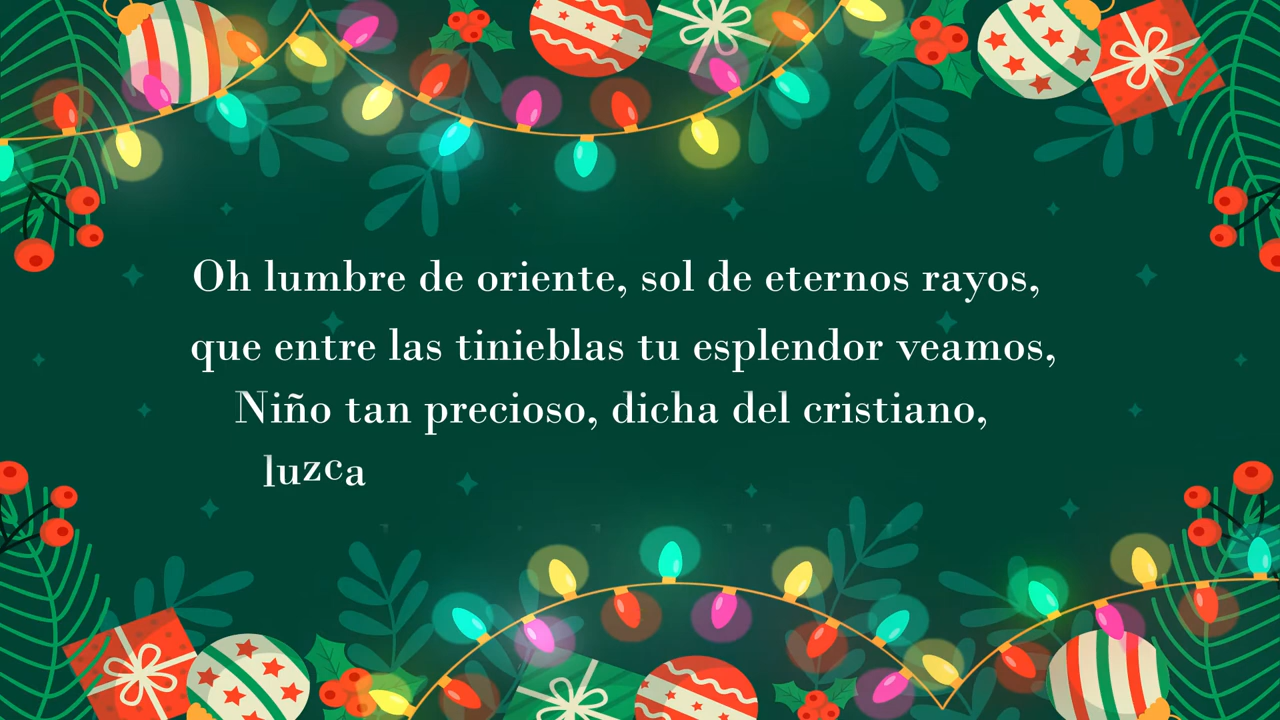 Oh lumbre de oriente, sol de eternos rayos,
que entre las tinieblas tu esplendor veamos,
Niño tan precioso, dicha del cristiano,
luzca